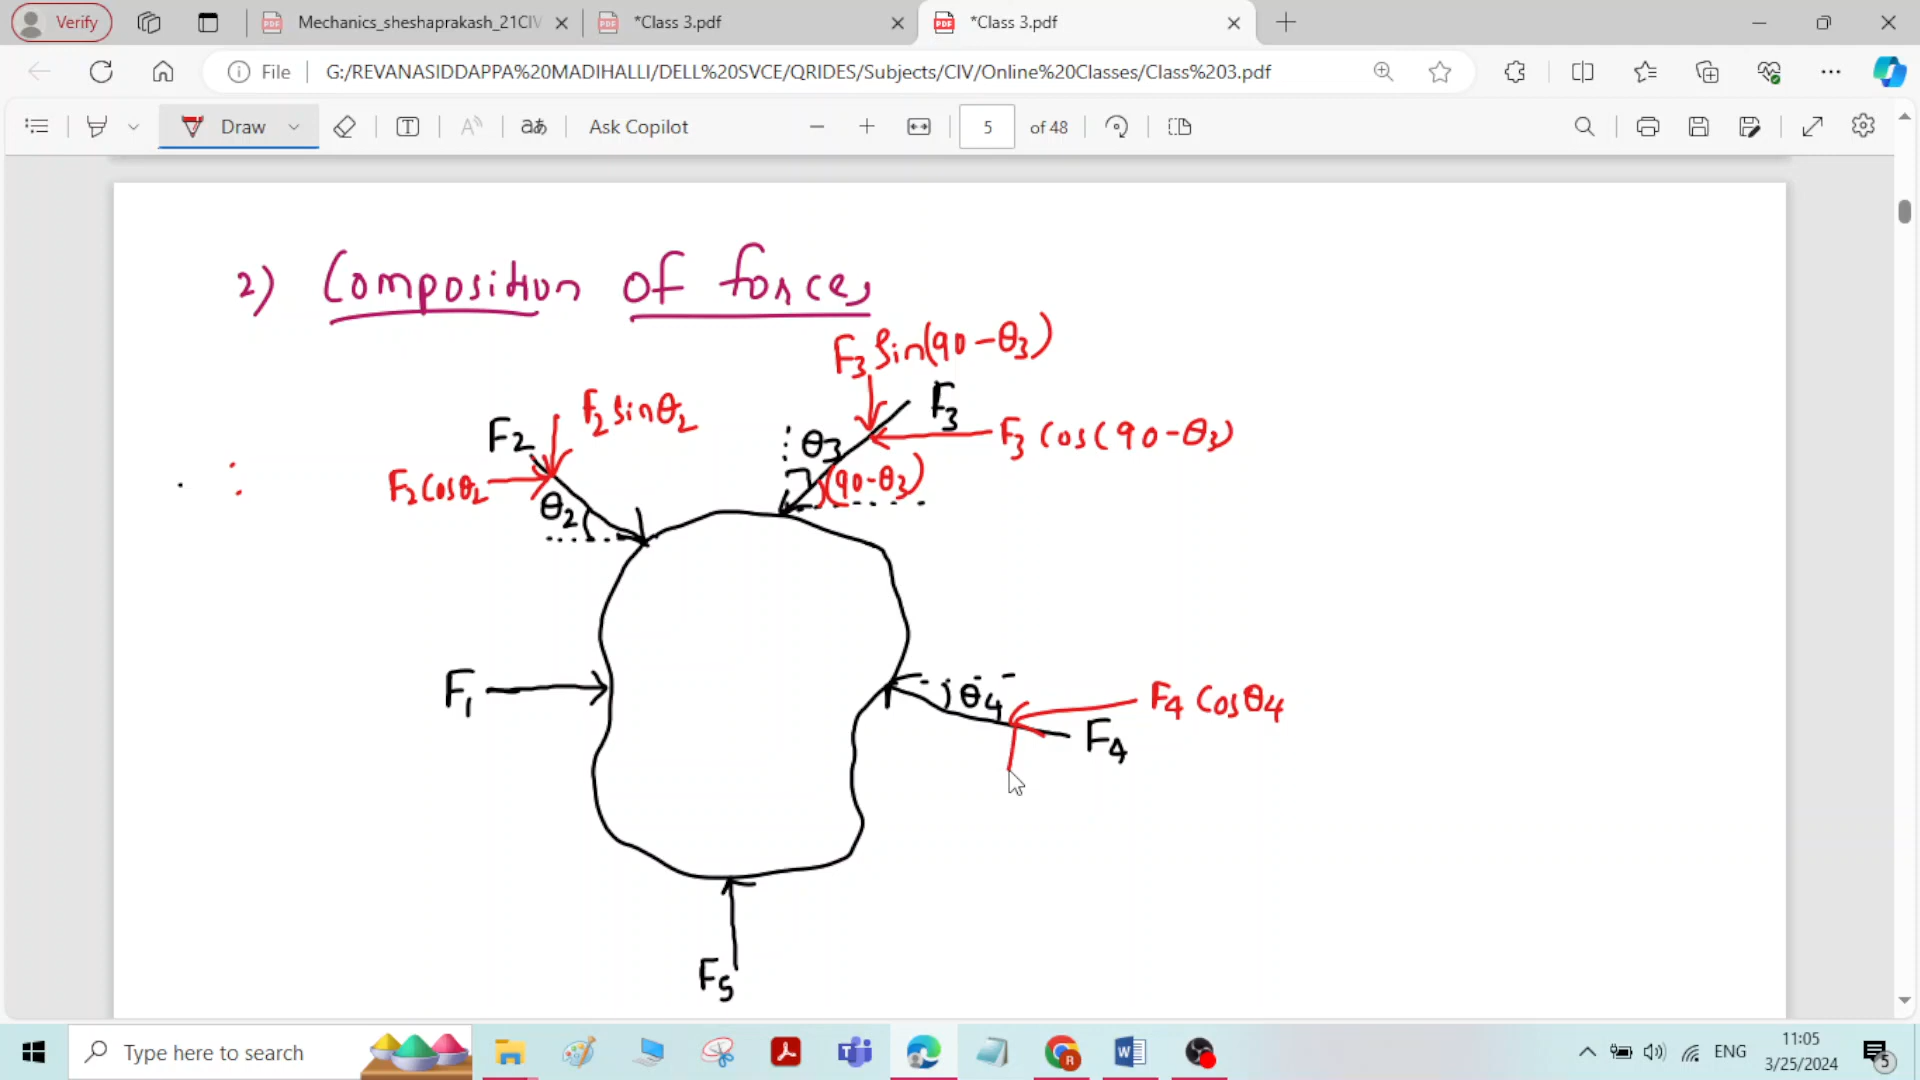 Verify
Mechanics_sheshaprakash_21CIV
*Class 3.pdf
*Class 3.pdf
File
G:/REVANASIDDAPPA%20MADIHALLI/DELL%20SVCE/QRIDES/Subjects/CIV/Online%20Classes/Class%203.pdf
Draw
Ask Copilot
5 of 48
2) Composition of forces
F3 Sin(90-θ3)
F2 sinθ2
F3
F2
θ3
F3 Cos(90-θ3)
F2 Cosθ2
(90-θ3)
θ2
F1
θ4
F4 Cosθ4
F4
F5
Type here to search
ENG
11:05
3/25/2024
5